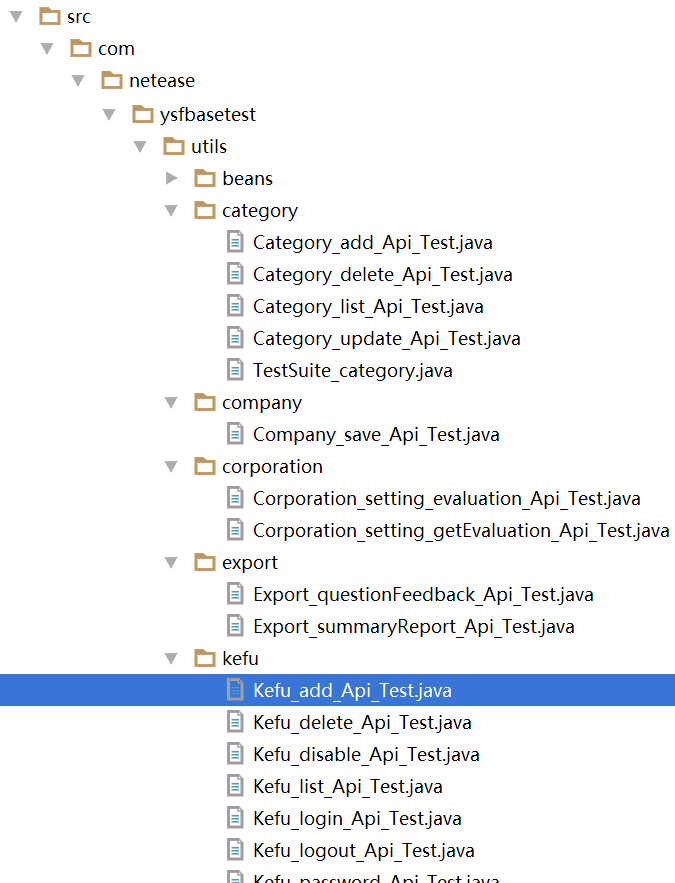 src
com
netease
ysfbasetest
utils
beans
category
Category_add_Api_Test.java
Category_delete_Api_Test.java
Category_list_Api_Test.java
Category_update_Api_Test.java
TestSuite_category.java
company
Company_save_Api_Test.java
corporation
Corporation_setting_evaluation_Api_Test.java
Corporation_setting_getEvaluation_Api_Test.java
export
Export_questionFeedback_Api_Test.java
Export_summaryReport_Api_Test.java
kefu
Kefu_add_Api_Test.java
Kefu_delete_Api_Test.java
Kefu_disable_Api_Test.java
Kefu_list_Api_Test.java
Kefu_login_Api_Test.java
Kefu_logout_Api_Test.java
Kefu_password_Api_Test.java